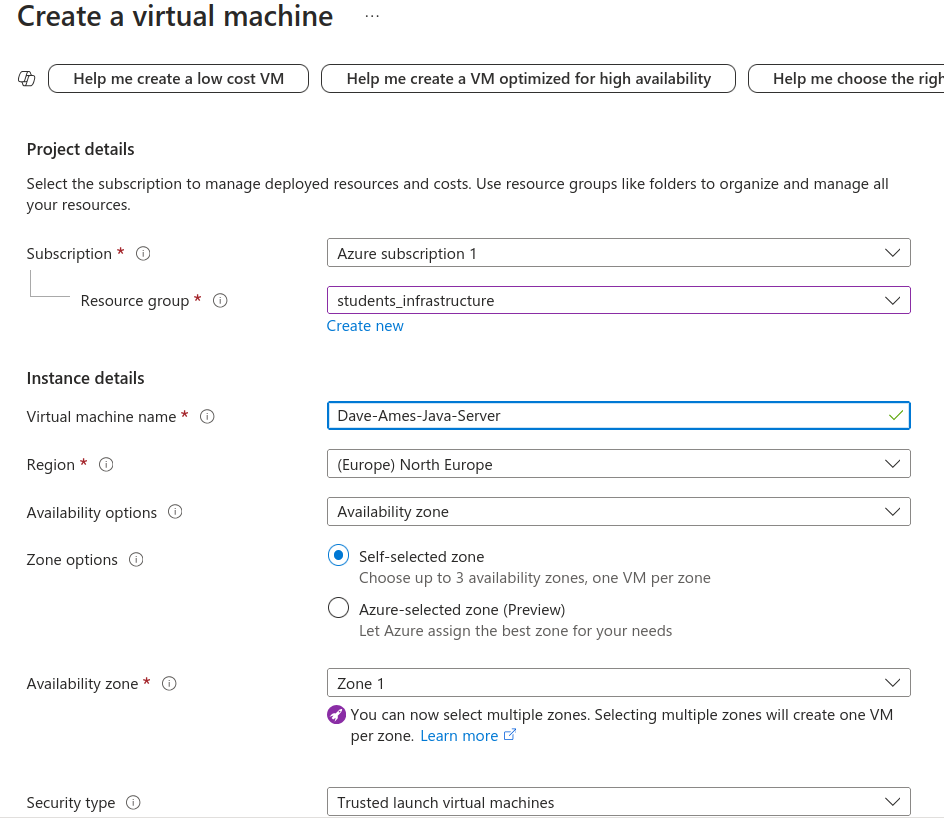 Create a virtual machine ...
Help me create a low cost VM
Help me create a VM optimized for high availability
Help me choose the righ
Project details
Select the subscription to manage deployed resources and costs. Use resource groups like folders to organize and manage all
your resources.
Subscription *
Azure subscription 1
Resource group *
students_infrastructure
Create new
Instance details
Virtual machine name *
Dave-Ames-Java-Server
Region *
(Europe) North Europe
Availability options
Availability zone
Zone options
Self-selected zone
Choose up to 3 availability zones, one VM per zone
Azure-selected zone (Preview)
Let Azure assign the best zone for your needs
Availability zone *
Zone 1
You can now select multiple zones. Selecting multiple zones will create one VM
per zone. Learn more
Security type
Trusted launch virtual machines